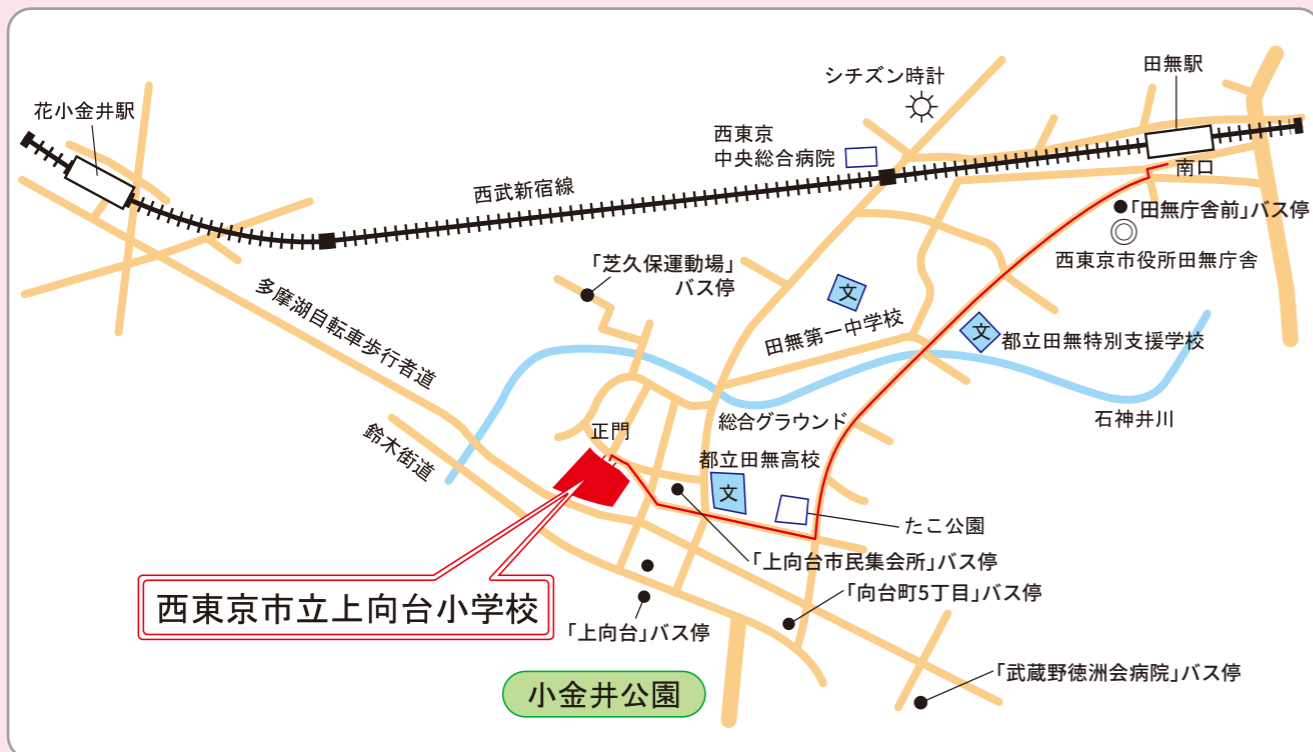 シチズン時計
田無駅
花小金井駅
西東京
中央総合病院
西武新宿線
南口
「田無庁舎前」バス停
西東京市役所田無庁舎
「芝久保運動場」
バス停
文
田無第一中学校
文
都立田無特別支援学校
多摩湖自転車歩行者道
石神井川
鈴木街道
正門
総合グラウンド
都立田無高校
文
たこ公園
「上向台市民集会所」バス停
西東京市立上向台小学校
「向台町5丁目」バス停
「上向台」バス停
小金井公園
「武蔵野徳洲会病院」バス停